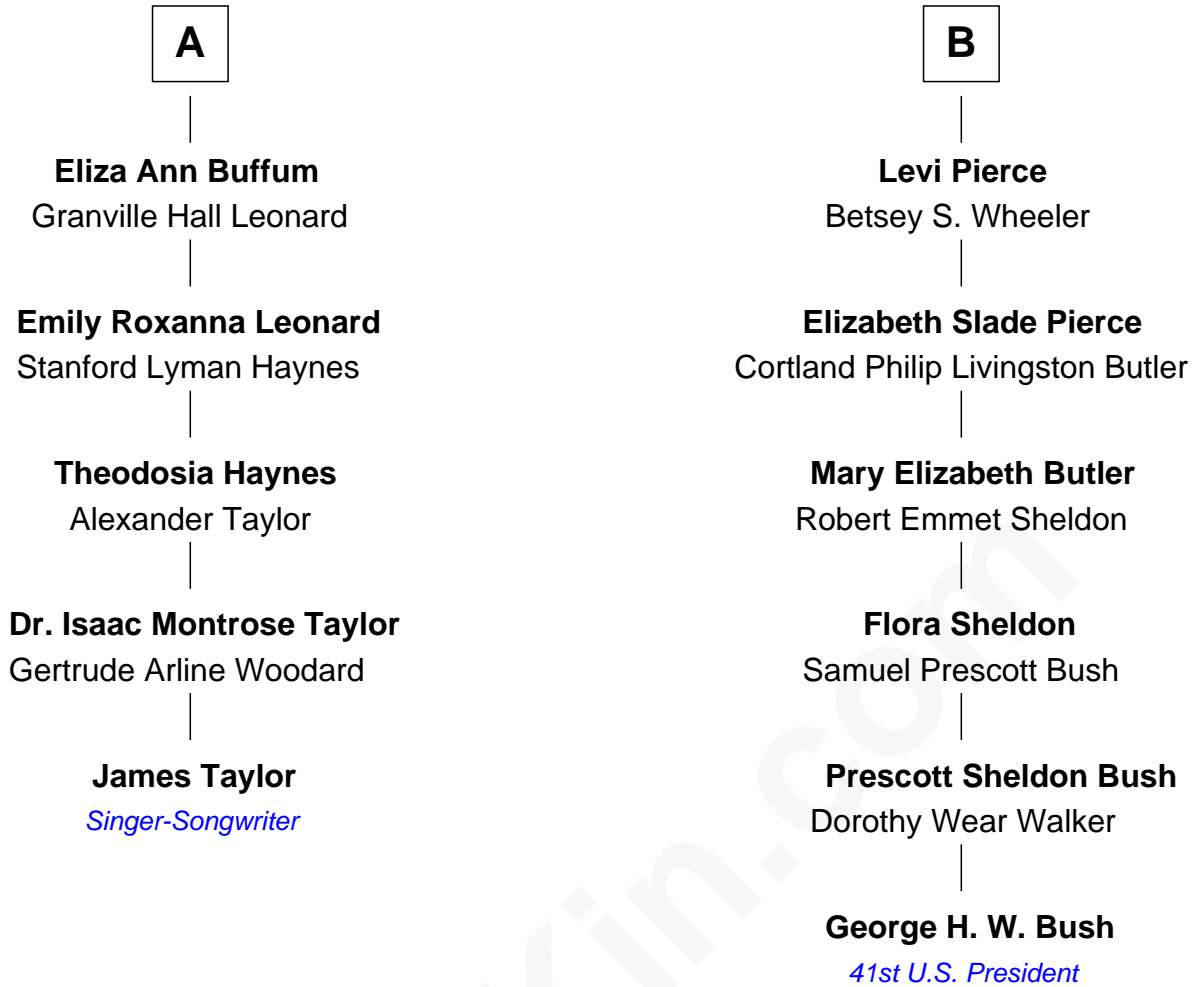 A
Eliza Ann Buffum
Granville Hall Leonard
Emily Roxanna Leonard
Stanford Lyman Haynes
Theodosia Haynes
Alexander Taylor
Dr. Isaac Montrose Taylor
Gertrude Arline Woodard
James Taylor
Singer-Songwriter
B
Levi Pierce
Betsey S. Wheeler
Elizabeth Slade Pierce
Cortland Philip Livingston Butler
Mary Elizabeth Butler
Robert Emmet Sheldon
Flora Sheldon
Samuel Prescott Bush
Prescott Sheldon Bush
Dorothy Wear Walker
George H. W. Bush
41st U.S. President